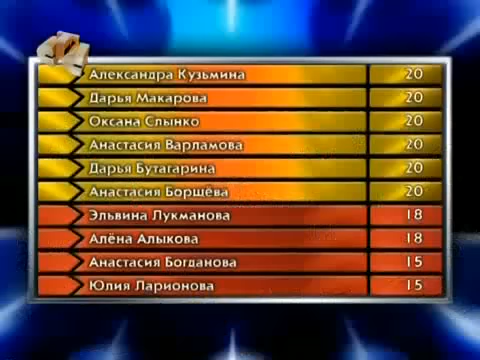 Александра Кузьмина 20
Дарья Макарова 20
Оксана Слынко 20
Анастасия Варламова 20
Дарья Бутагарина 20
Анастасия Борщёва 20
Эльвина Лукманова 18
Алёна Алыкова 18
Анастасия Богданова 15
Юлия Ларионова 15